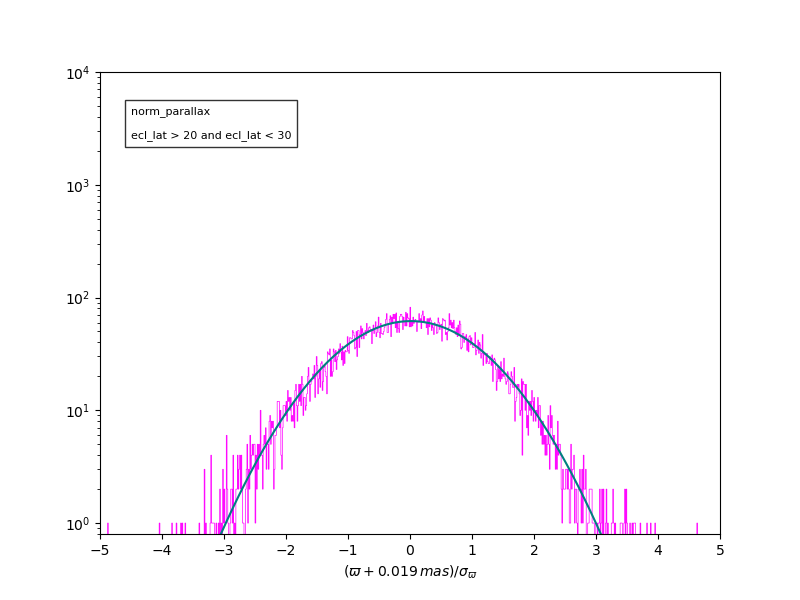 10⁴
10³
10²
10¹
10⁰
norm_parallax
ecl_lat > 20 and ecl_lat < 30
−5 −4 −3 −2 −1 0 1 2 3 4 5
(ϖ + 0.019 mas)/σ_ϖ